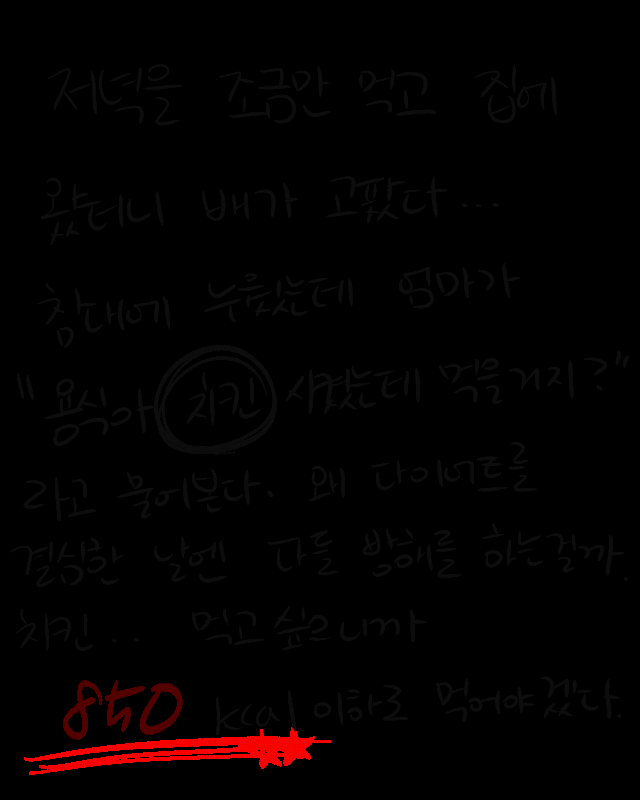 저녁을 조금만 먹고 집에
왔더니 배가 고팠다...
침대에 누웠는데 엄마가
"용식아 치킨 시켰는데 먹을거지?"
라고 물어본다. 왜 다이어트를
결심한 날엔 다들 방해를 하는걸까.
치킨... 먹고 싶으니까
850 kcal 이하로 먹어야겠다.